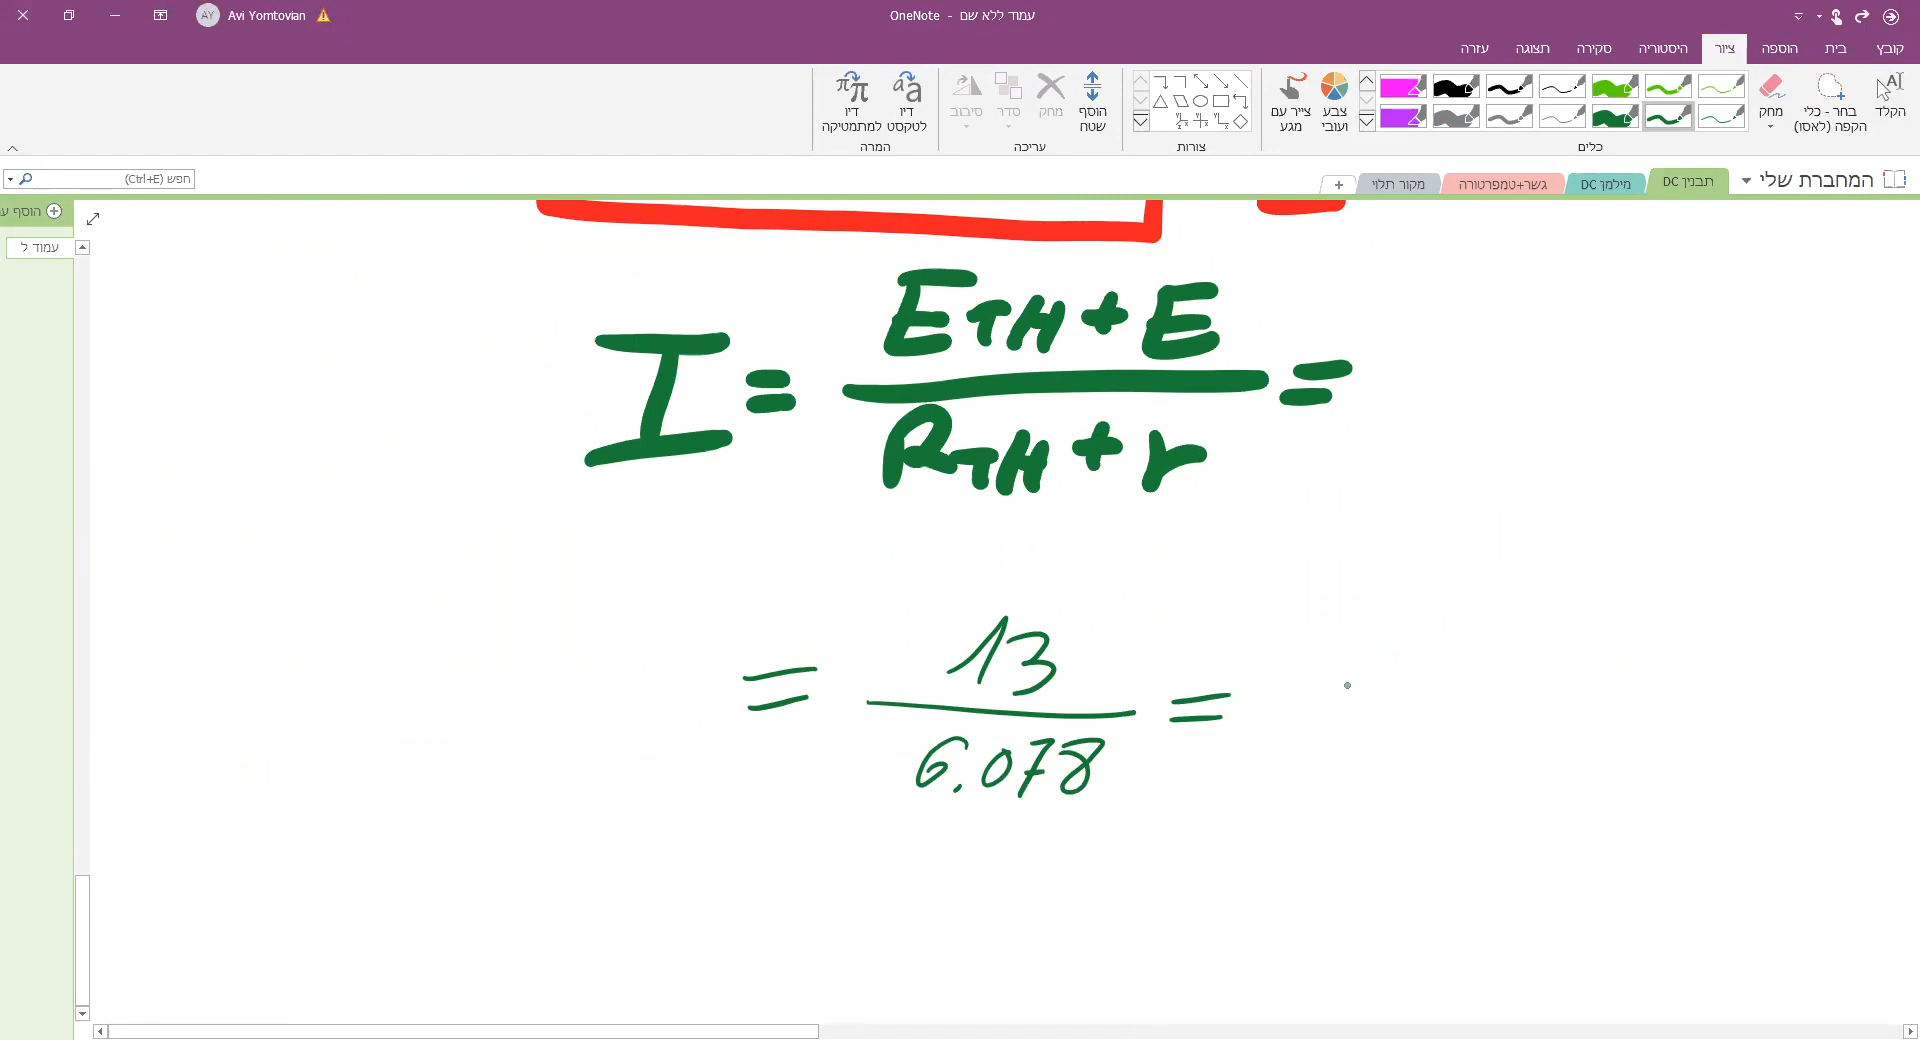 AY Avi Yomtovian
עמוד ללא שם - OneNote
קובץ בית הוספה ציור היסטוריה סקירה תצוגה עזרה
הקלד
בחר - כלי הקפה (לאסו)
מחק
כלים
צבע ועובי
צייר עם מגע
צורות
הוסף שטח
מחק
סדר
סיבוב
עריכה
דיו לטקסט
דיו למתמטיקה
המרה
המחברת שלי
תבנין DC
מילמן DC
גשר+טמפרטורה
מקור תלוי
חפש (Ctrl+E)
הוסף
עמוד ל
I = (ETH + E) / (RTH + r) =
= 13 / 6.078 =